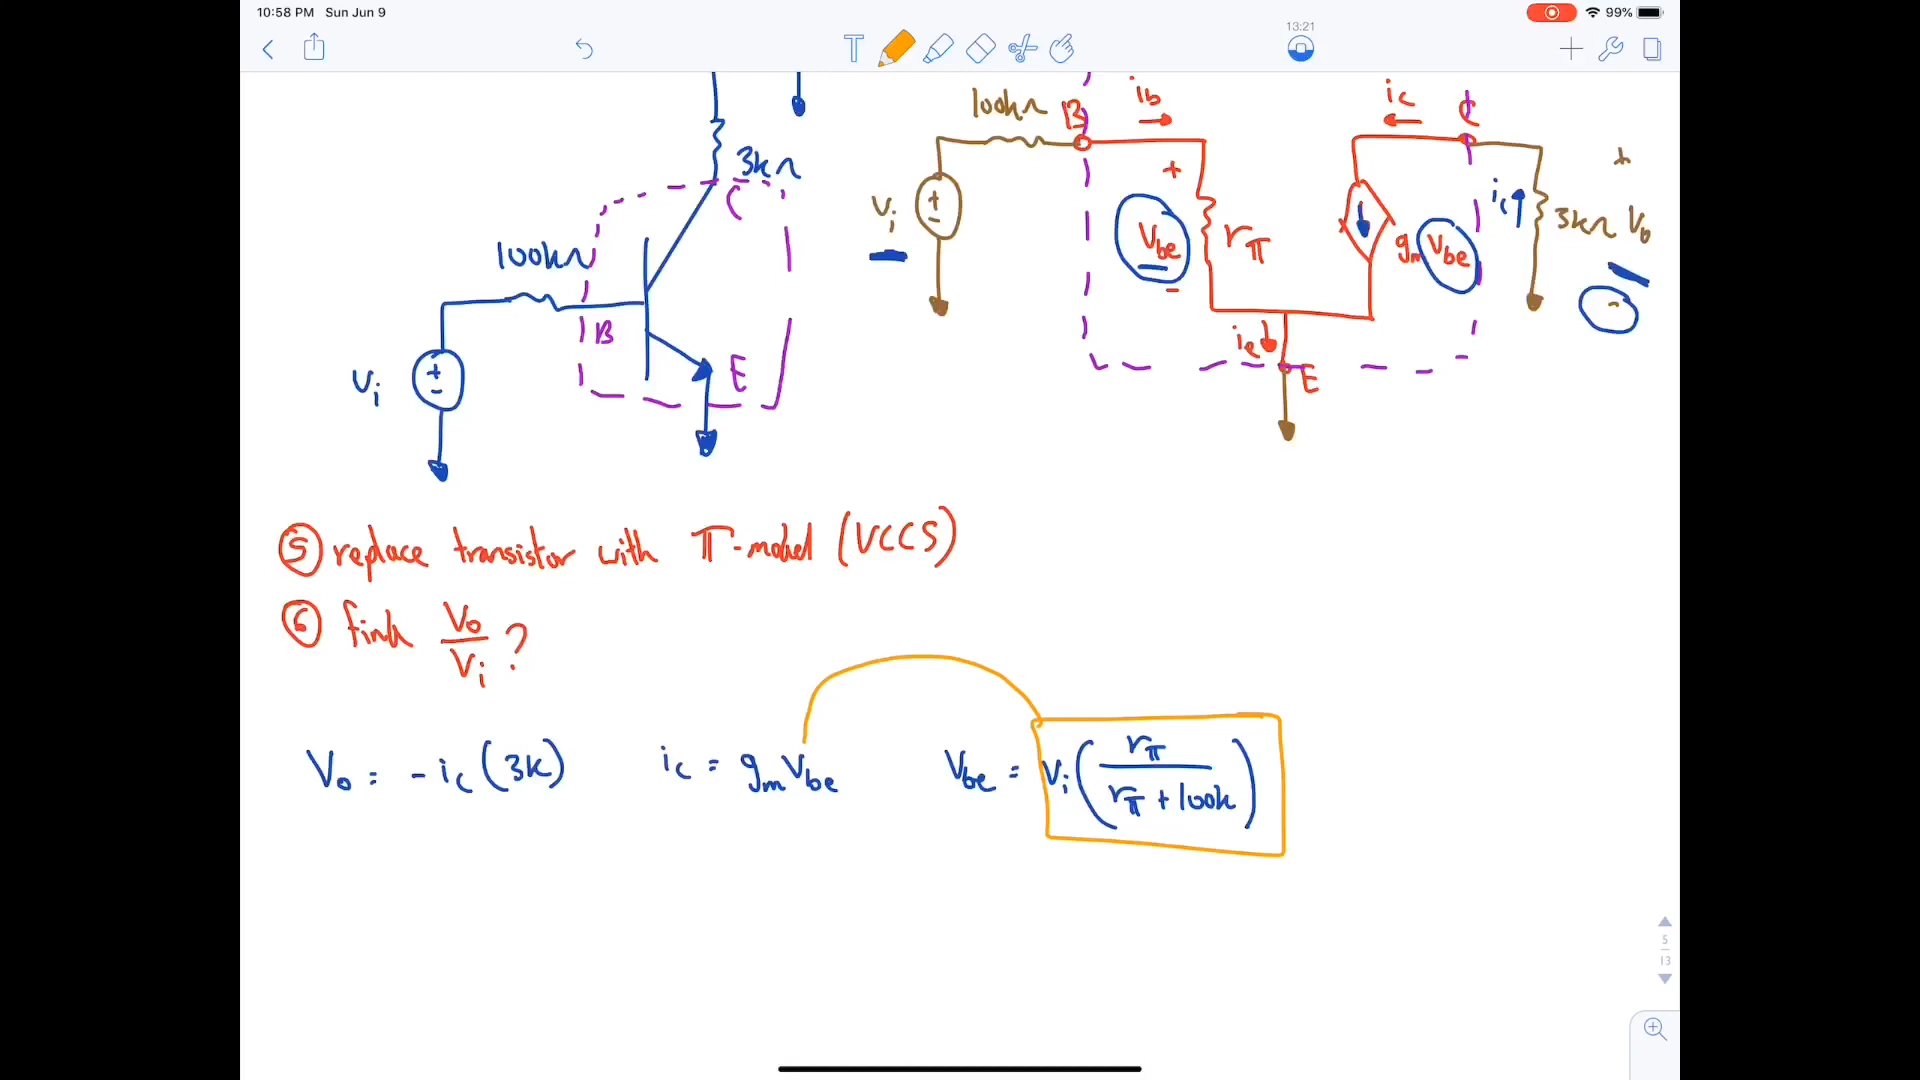 10:58 PM Sun Jun 9
99%
13:21
T
3kΩ
C
100kΩ
B
E
Vi
+
-
100kΩ
B
ib
ic
C
Vi
+
-
+
Vbe
-
rπ
gmVbe
ic
3kΩ
+
Vo
-
ie
E
⑤ replace transistor with π-model (VCCS)
⑥ find Vo/Vi ?
Vo = -ic(3k) ic = gmVbe Vbe = Vi(rπ/(rπ + 100k))
5
13